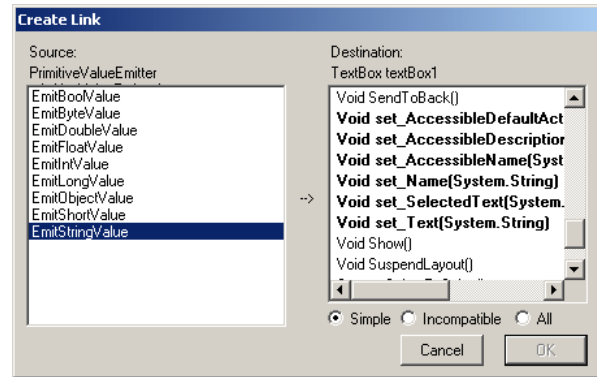 Create Link
Source:
PrimitiveValueEmitter
EmitBoolValue
EmitByteValue
EmitDoubleValue
EmitFloatValue
EmitIntValue
EmitLongValue
EmitObjectValue
EmitShortValue
EmitStringValue
-->
Destination:
TextBox textBox1
Void SendToBack()
Void set_AccessibleDefaultAct
Void set_AccessibleDescription
Void set_AccessibleName(Syst
Void set_Name(System.String)
Void set_SelectedText(System.
Void set_Text(System.String)
Void Show()
Void SuspendLayout()
Simple Incompatible All
Cancel OK